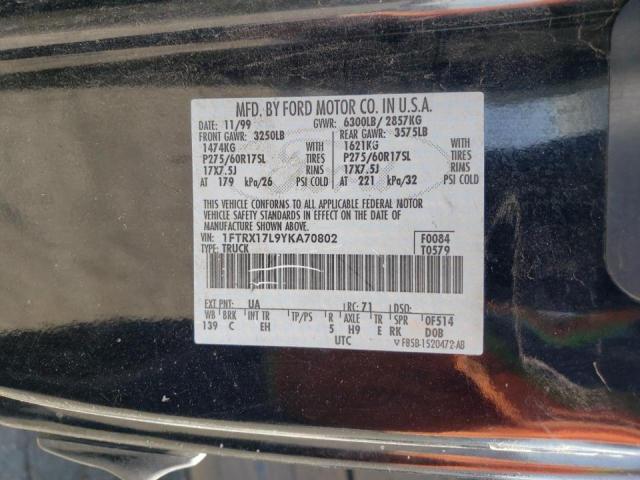 MFD. BY FORD MOTOR CO. IN U.S.A.
DATE: 11/99 GVWR: 6300LB/ 2857KG
FRONT GAWR: 3250LB REAR GAWR: 3575LB
1474KG WITH 1621KG WITH
P275/60R17SL TIRES P275/60R17SL TIRES
17X7.5J RIMS 17X7.5J RIMS
AT 179 kPa/26 PSI COLD AT 221 kPa/32 PSI COLD
THIS VEHICLE CONFORMS TO ALL APPLICABLE FEDERAL MOTOR
VEHICLE SAFETY STANDARDS IN EFFECT ON THE DATE OF
MANUFACTURE SHOWN ABOVE.
VIN: 1FTRX17L9YKA70802 F0084
TYPE: TRUCK T0579
EXT PNT: UA RC: 71 DSO:
WB BRK INT TR TP/PS R AXLE TR SPR 0F514
139 C EH 5 H9 E RK D0B
UTC F8SB-1520472-AB